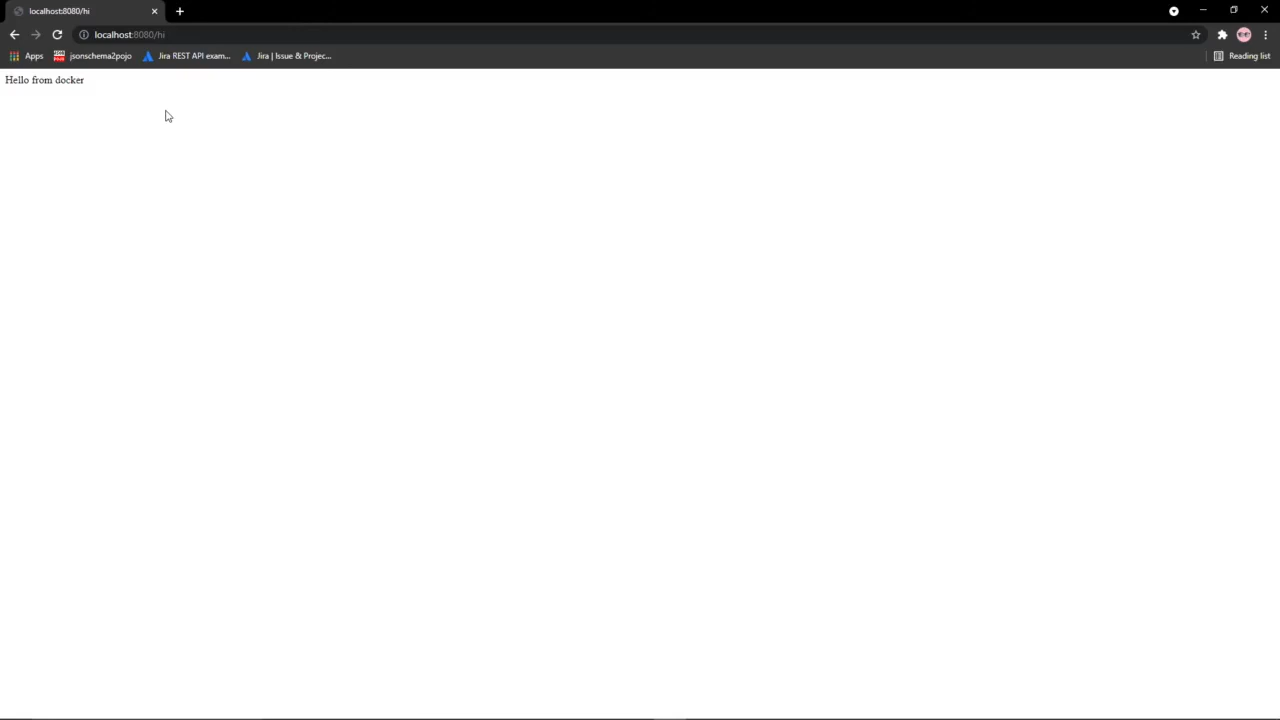 localhost:8080/hi
localhost:8080/hi
Apps jsonschema2pojo Jira REST API exam... Jira | Issue & Projec... Reading list
Hello from docker